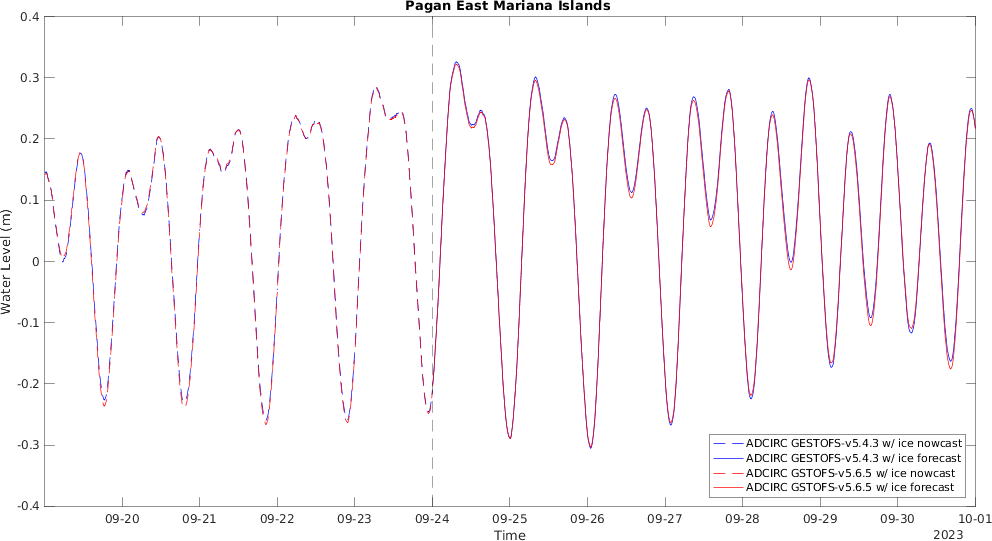 Pagan East Mariana Islands
0.4
0.3
0.2
0.1
0
-0.1
-0.2
-0.3
-0.4
Water Level (m)
09-20 09-21 09-22 09-23 09-24 09-25 09-26 09-27 09-28 09-29 09-30 10-01
Time
2023
ADCIRC GESTOFS-v5.4.3 w/ ice nowcast
ADCIRC GESTOFS-v5.4.3 w/ ice forecast
ADCIRC GSTOFS-v5.6.5 w/ ice nowcast
ADCIRC GSTOFS-v5.6.5 w/ ice forecast